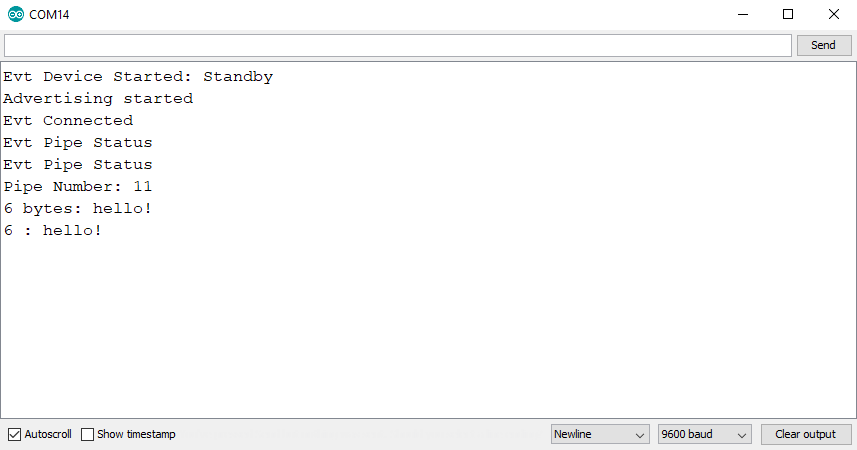 COM14
Send
Evt Device Started: Standby
Advertising started
Evt Connected
Evt Pipe Status
Evt Pipe Status
Pipe Number: 11
6 bytes: hello!
6 : hello!
Autoscroll Show timestamp Newline 9600 baud Clear output